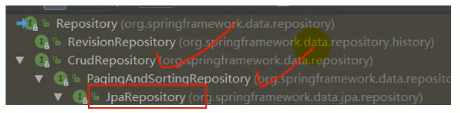 Repository (org.springframework.data.repository)
RevisionRepository (org.springframework.data.repository.history)
CrudRepository (org.springframework.data.repository)
PagingAndSortingRepository (org.springframework.data.reposito
JpaRepository (org.springframework.data.jpa.repository)